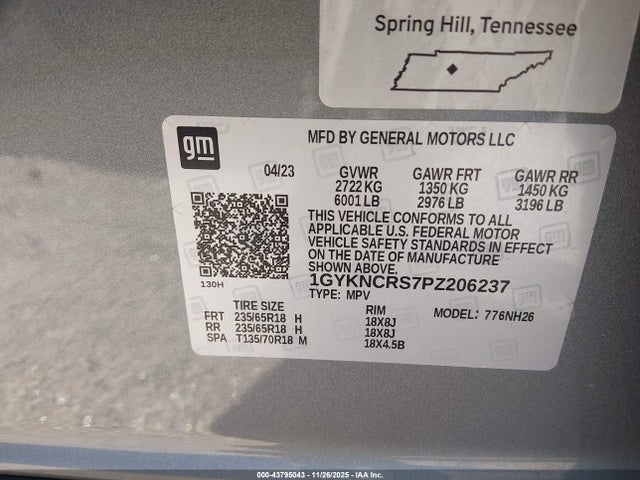 Spring Hill, Tennessee
gm
MFD BY GENERAL MOTORS LLC
04/23 GVWR GAWR FRT GAWR RR
2722 KG 1350 KG 1450 KG
6001 LB 2976 LB 3196 LB
THIS VEHICLE CONFORMS TO ALL
APPLICABLE U.S. FEDERAL MOTOR
VEHICLE SAFETY STANDARDS IN EFFECT
ON THE DATE OF MANUFACTURE
SHOWN ABOVE.
130H
1GYKNCRS7PZ206237
TYPE: MPV
TIRE SIZE RIM MODEL: 776NH26
FRT 235/65R18 H 18X8J
RR 235/65R18 H 18X8J
SPA T135/70R18 M 18X4.5B
000-43795043 - 11/26/2025 - IAA Inc.